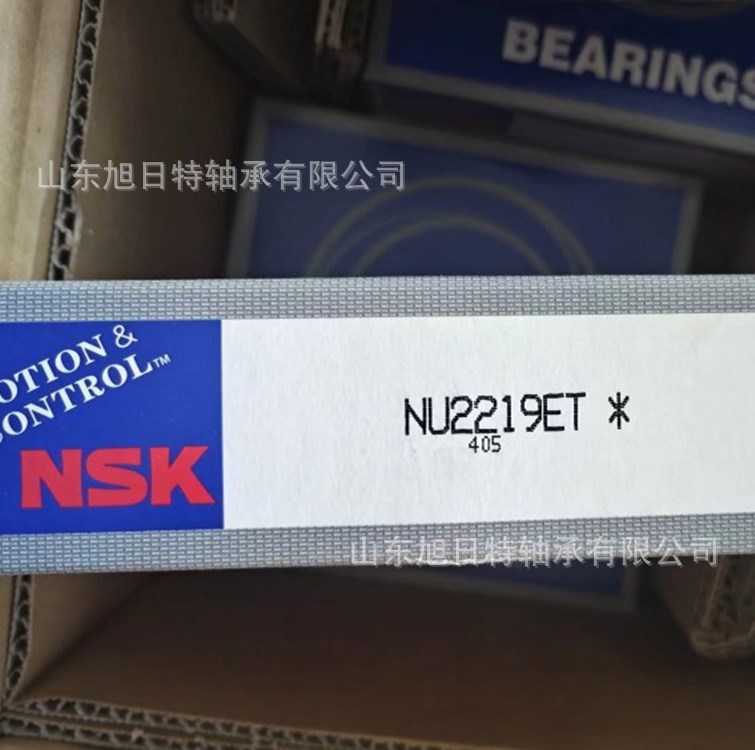 BEARINGS
山东旭日特轴承有限公司
OTION &
CONTROL™
NSK
NU2219ET *
405
山东旭日特轴承有限公司